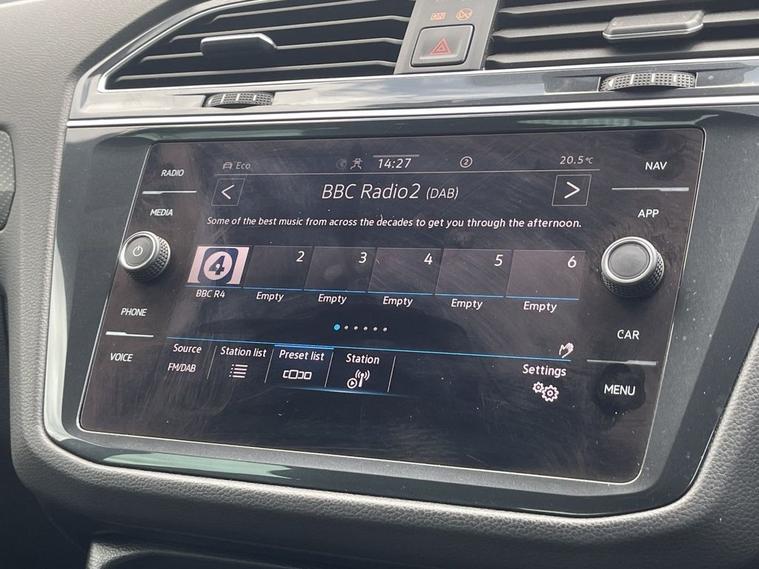 Eco 14:27 2 20.5°C
RADIO
NAV
< BBC Radio2 (DAB) >
MEDIA
APP
Some of the best music from across the decades to get you through the afternoon.
4 2 3 4 5 6
BBC R4 Empty Empty Empty Empty Empty
PHONE
CAR
VOICE
Source Station list Preset list Station Settings
FM/DAB
MENU